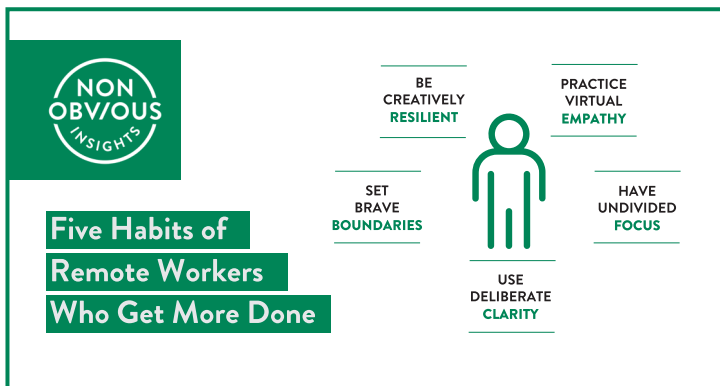 NON
OBVIOUS
INSIGHTS
Five Habits of
Remote Workers
Who Get More Done
BE
CREATIVELY
RESILIENT
PRACTICE
VIRTUAL
EMPATHY
SET
BRAVE
BOUNDARIES
HAVE
UNDIVIDED
FOCUS
USE
DELIBERATE
CLARITY